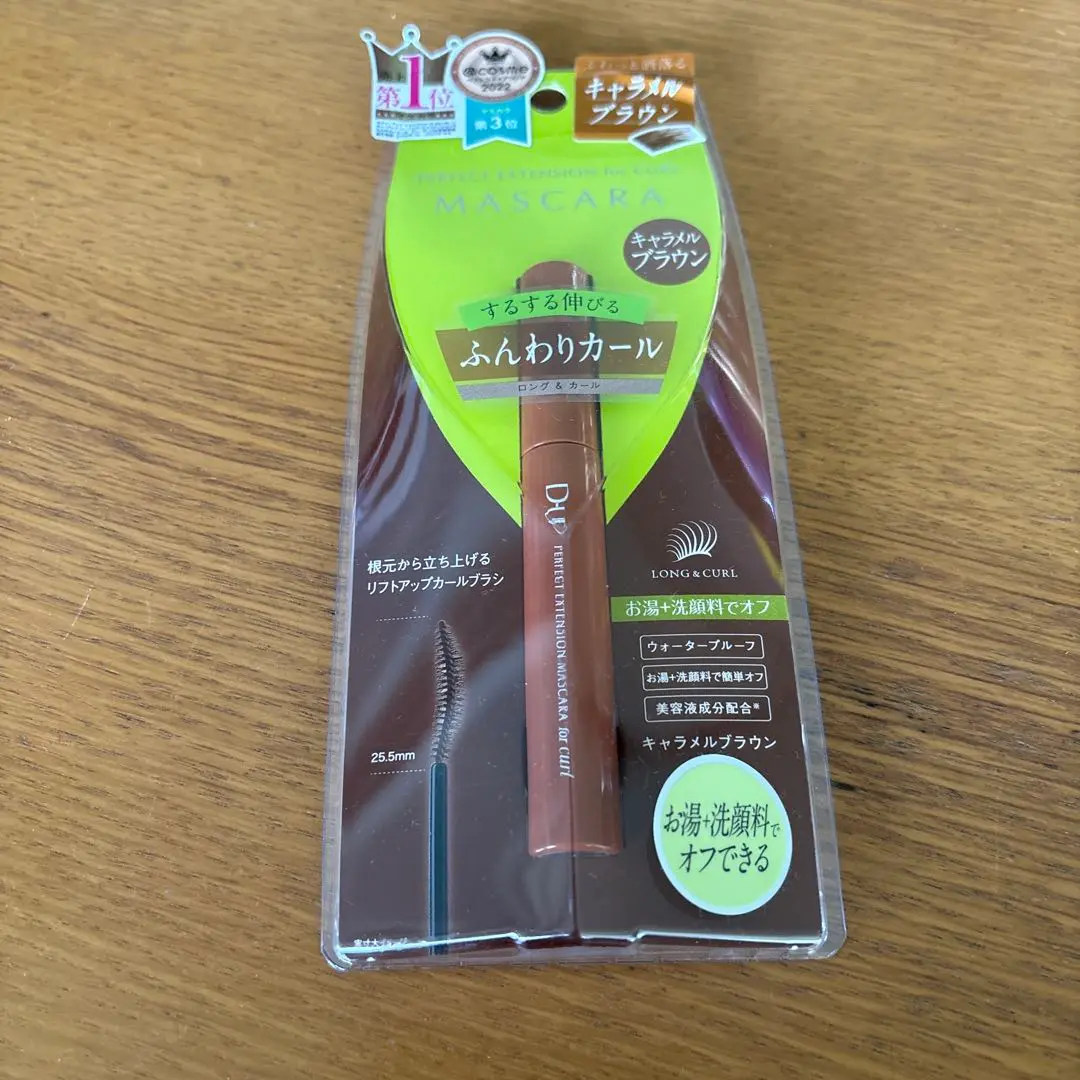 第1位
@cosme
2022
第3位
キャラメル
ブラウン
PERFECT EXTENSION for CURL
MASCARA
キャラメル
ブラウン
するする伸びる
ふんわりカール
ロング & カール
D-UP
PERFECT EXTENSION MASCARA for curl
根元から立ち上げる
リフトアップカールブラシ
25.5mm
LONG & CURL
お湯+洗顔料でオフ
ウォータープルーフ
お湯+洗顔料で簡単オフ
美容液成分配合※
キャラメルブラウン
お湯+洗顔料で
オフできる